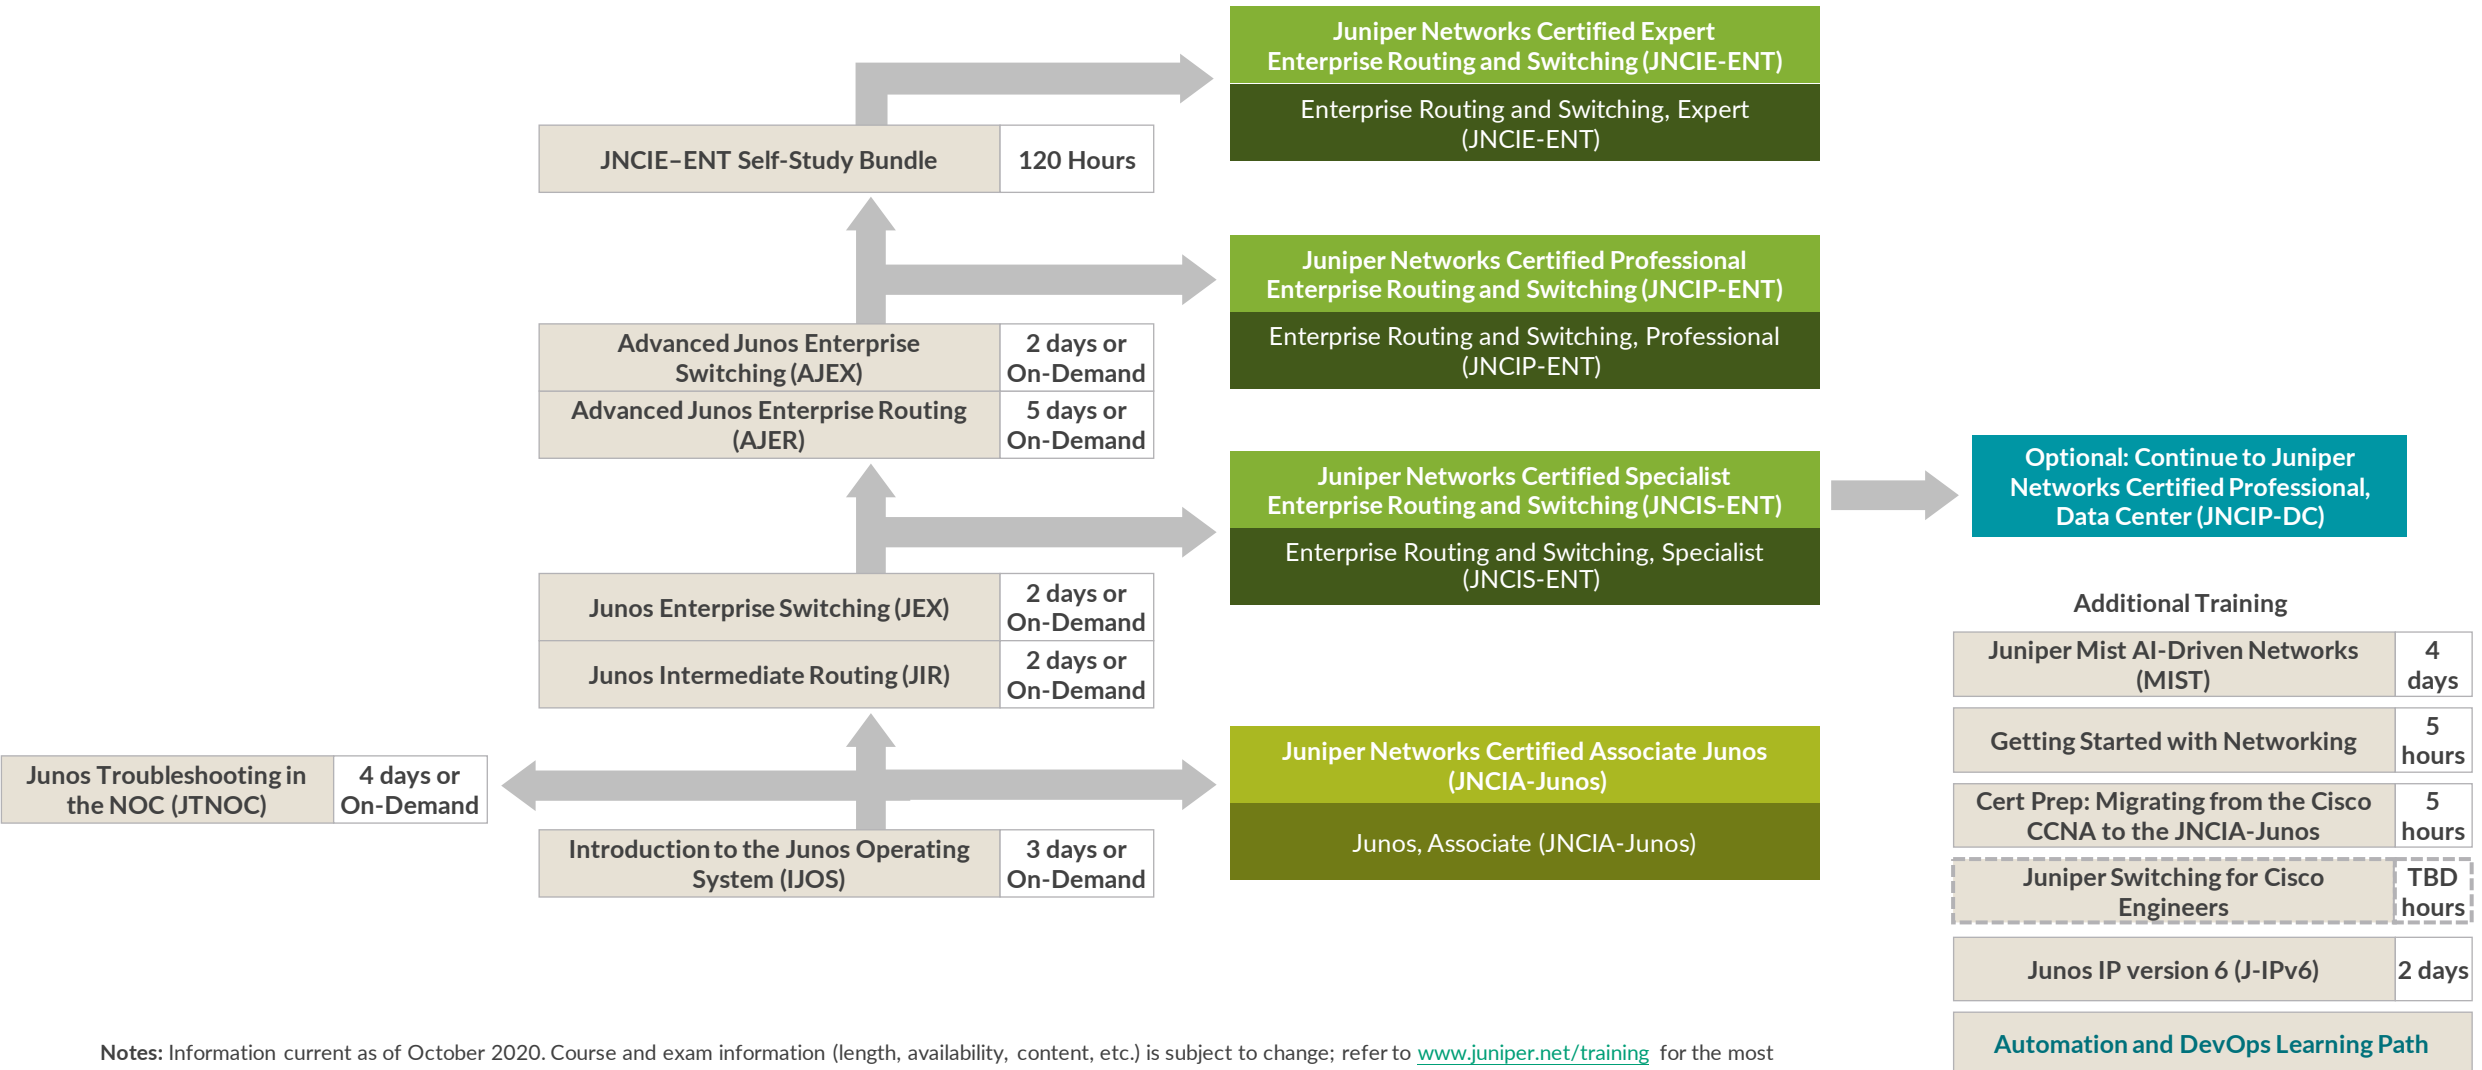 Juniper Networks Certified Expert
Enterprise Routing and Switching (JNCIE-ENT)
Enterprise Routing and Switching, Expert
(JNCIE-ENT)
JNCIE–ENT Self-Study Bundle
120 Hours
Juniper Networks Certified Professional
Enterprise Routing and Switching (JNCIP-ENT)
Enterprise Routing and Switching, Professional
(JNCIP-ENT)
Advanced Junos Enterprise
Switching (AJEX)
2 days or
On-Demand
Advanced Junos Enterprise Routing
(AJER)
5 days or
On-Demand
Juniper Networks Certified Specialist
Enterprise Routing and Switching (JNCIS-ENT)
Enterprise Routing and Switching, Specialist
(JNCIS-ENT)
Optional: Continue to Juniper
Networks Certified Professional,
Data Center (JNCIP-DC)
Junos Enterprise Switching (JEX)
2 days or
On-Demand
Junos Intermediate Routing (JIR)
2 days or
On-Demand
Juniper Networks Certified Associate Junos
(JNCIA-Junos)
Junos, Associate (JNCIA-Junos)
Junos Troubleshooting in
the NOC (JTNOC)
4 days or
On-Demand
Introduction to the Junos Operating
System (IJOS)
3 days or
On-Demand
Additional Training
Juniper Mist AI-Driven Networks
(MIST)
4
days
Getting Started with Networking
5
hours
Cert Prep: Migrating from the Cisco
CCNA to the JNCIA-Junos
5
hours
Juniper Switching for Cisco
Engineers
TBD
hours
Junos IP version 6 (J-IPv6)
2 days
Automation and DevOps Learning Path
Notes: Information current as of October 2020. Course and exam information (length, availability, content, etc.) is subject to change; refer to www.juniper.net/training for the most